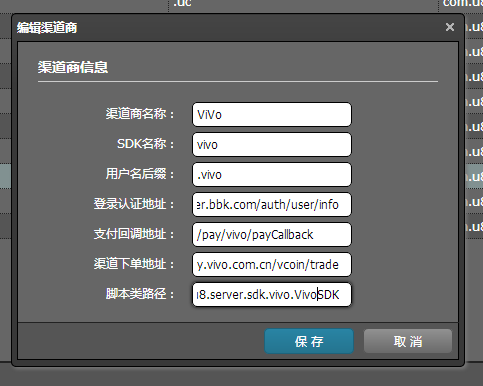 .uc com.u8
编辑渠道商
渠道商信息
渠道商名称： ViVo
SDK名称： vivo
用户名后缀： .vivo
登录认证地址： er.bbk.com/auth/user/info
支付回调地址： /pay/vivo/payCallback
渠道下单地址： y.vivo.com.cn/vcoin/trade
脚本类路径： 8.server.sdk.vivo.VivoSDK
保 存 取 消